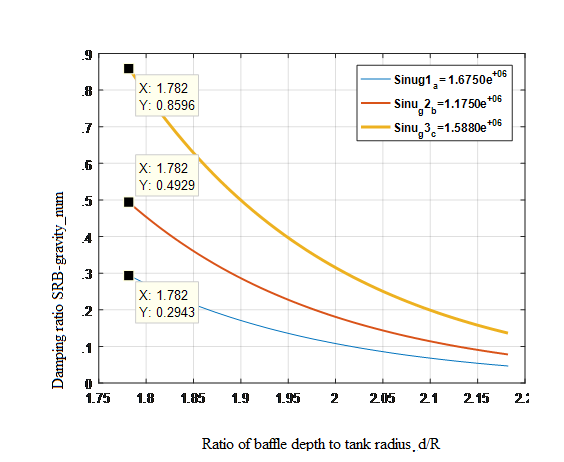 .9
.8
.7
.6
.5
.4
.3
.2
.1
0
Damping ratio SRB-gravity_num
X: 1.782
Y: 0.8596
X: 1.782
Y: 0.4929
X: 1.782
Y: 0.2943
Sinug1a=1.6750e+06
Sinug2b=1.1750e+06
Sinug3c=1.5880e+06
1.75 1.8 1.85 1.9 1.95 2 2.05 2.1 2.15 2.2
Ratio of baffle depth to tank radius,d/R